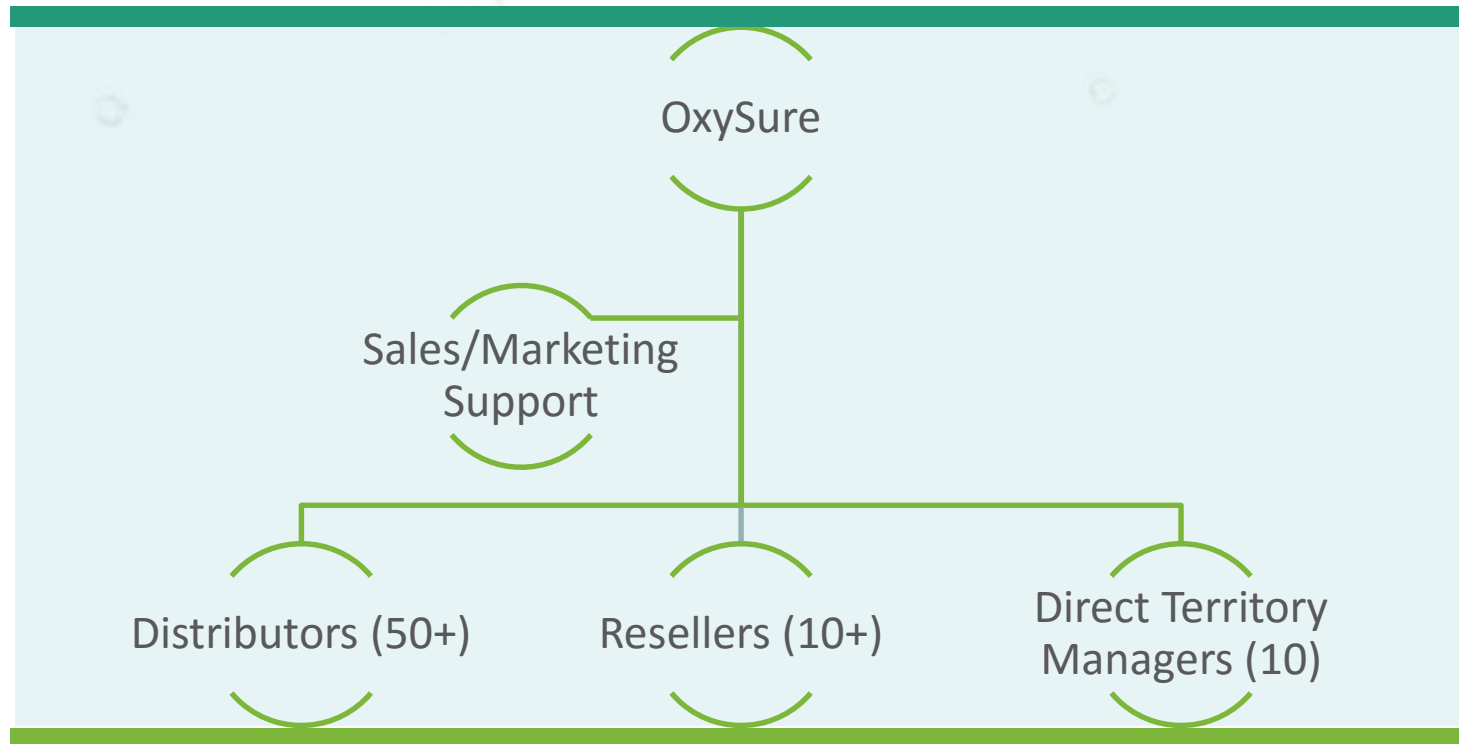 OxySure
Sales/Marketing
Support
Distributors (50+)
Resellers (10+)
Direct Territory
Managers (10)